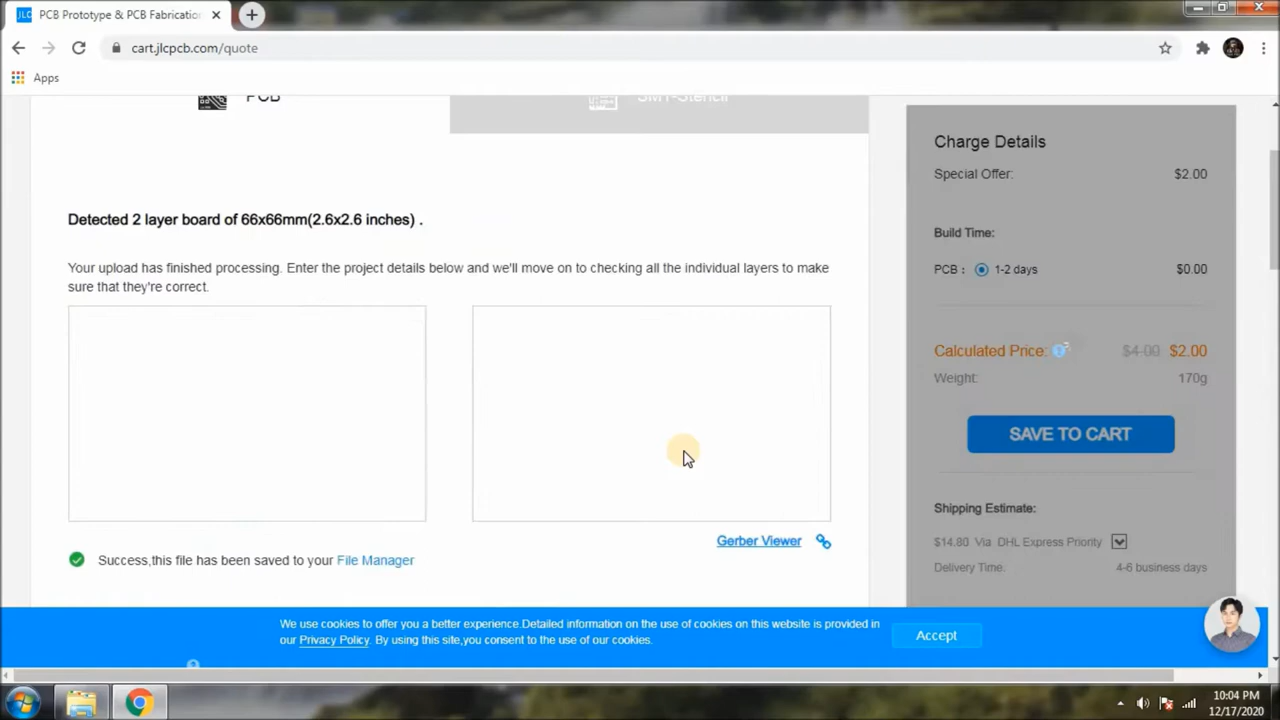 PCB Prototype & PCB Fabrication
cart.jlcpcb.com/quote
Apps
PCB
SMT-Stencil
Detected 2 layer board of 66x66mm(2.6x2.6 inches) .
Your upload has finished processing. Enter the project details below and we'll move on to checking all the individual layers to make
sure that they're correct.
Gerber Viewer
Success,this file has been saved to your File Manager
Charge Details
Special Offer: $2.00
Build Time:
PCB : 1-2 days $0.00
Calculated Price: $4.00 $2.00
Weight: 170g
SAVE TO CART
Shipping Estimate:
$14.80 Via DHL Express Priority
Delivery Time: 4-6 business days
We use cookies to offer you a better experience.Detailed information on the use of cookies on this website is provided in
our Privacy Policy. By using this site,you consent to the use of our cookies.
Accept
10:04 PM
12/17/2020